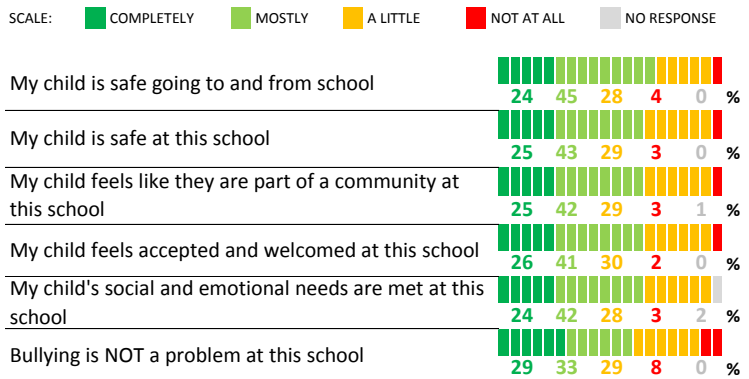 SCALE: COMPLETELY MOSTLY A LITTLE NOT AT ALL NO RESPONSE
My child is safe going to and from school
24 45 28 4 0 %
My child is safe at this school
25 43 29 3 0 %
My child feels like they are part of a community at
this school
25 42 29 3 1 %
My child feels accepted and welcomed at this school
26 41 30 2 0 %
My child's social and emotional needs are met at this
school
24 42 28 3 2 %
Bullying is NOT a problem at this school
29 33 29 8 0 %